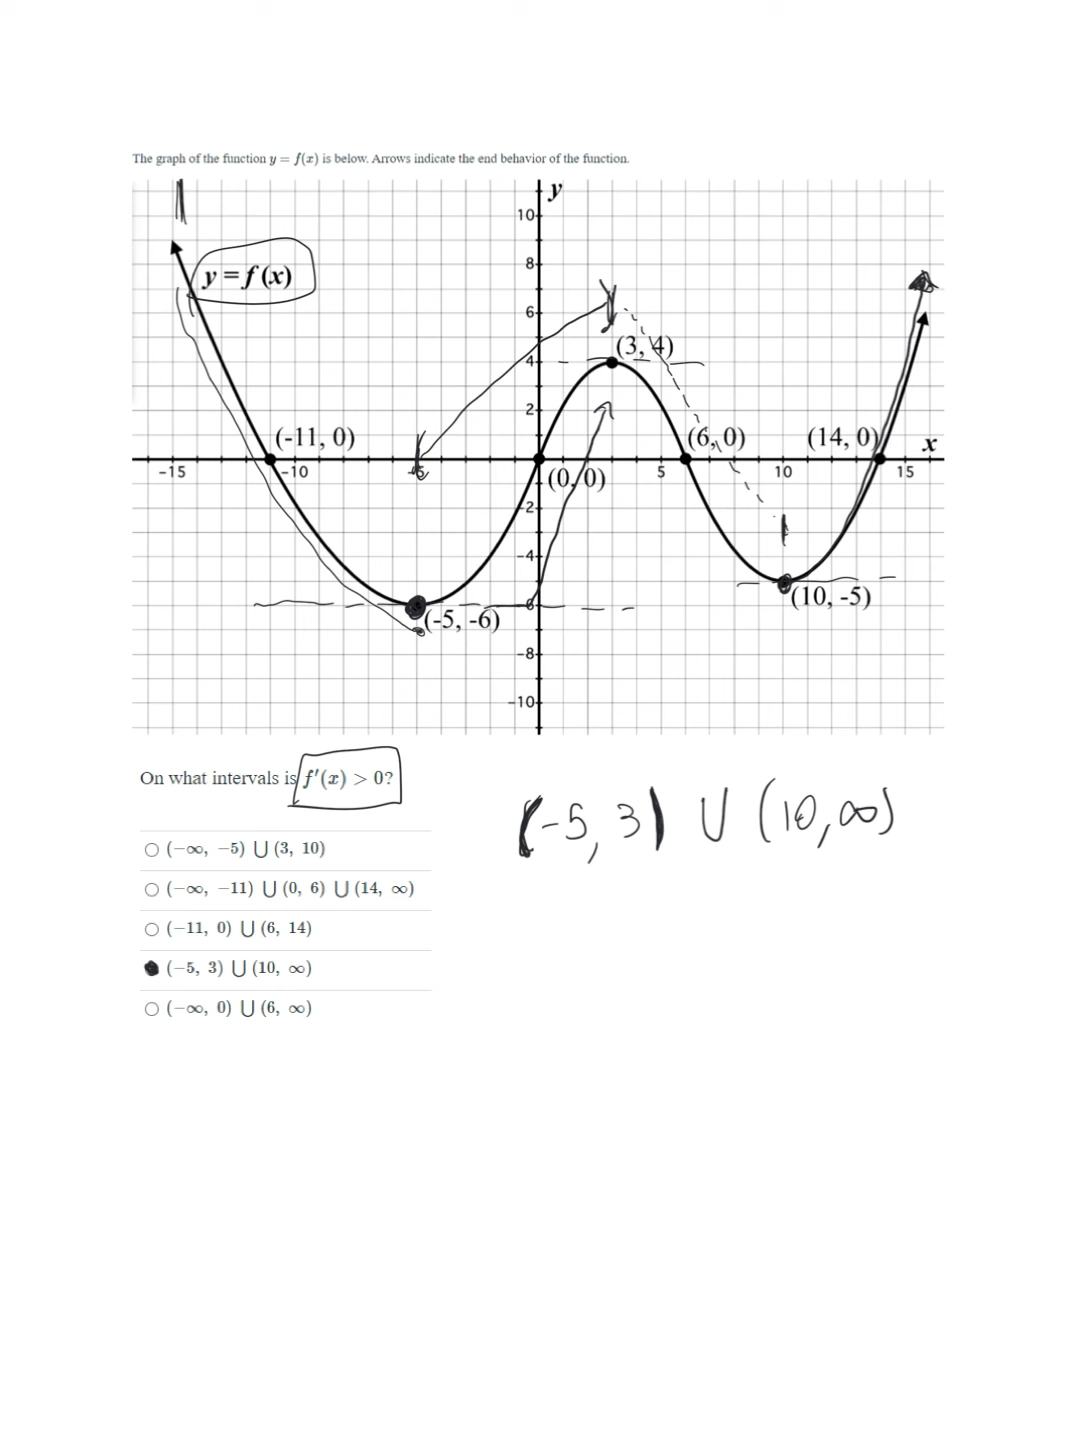 The graph of the function y = f(x) is below. Arrows indicate the end behavior of the function.
y
10
8
y = f (x)
6
(3, 4)
4
2
(-11, 0)
(6, 0)
(14, 0)
x
-15
-10
-5
5
10
15
(0, 0)
-2
-4
(10, -5)
-6
(-5, -6)
-8
-10
On what intervals is f′(x) > 0?
(-5, 3) ∪ (10, ∞)
(−∞, −5) ⋃ (3, 10)
(−∞, −11) ⋃ (0, 6) ⋃ (14, ∞)
(−11, 0) ⋃ (6, 14)
(−5, 3) ⋃ (10, ∞)
(−∞, 0) ⋃ (6, ∞)